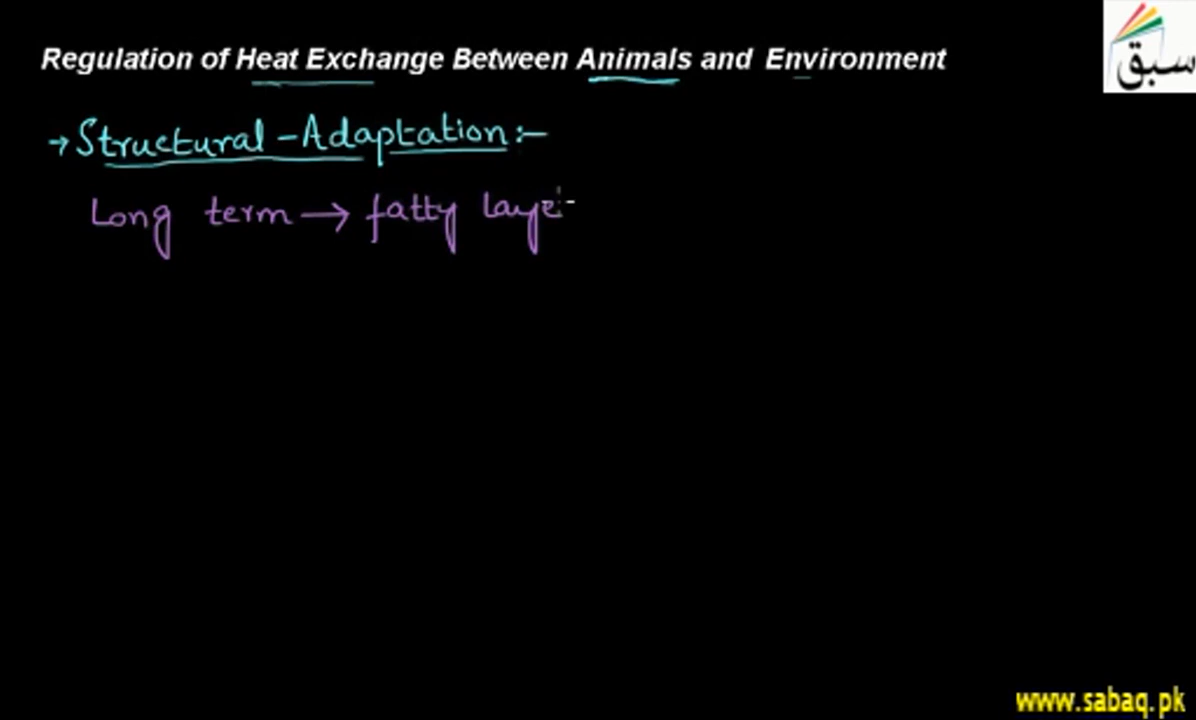 Regulation of Heat Exchange Between Animals and Environment
سبق
→ Structural - Adaptation :-
Long term → fatty laye
www.sabaq.pk